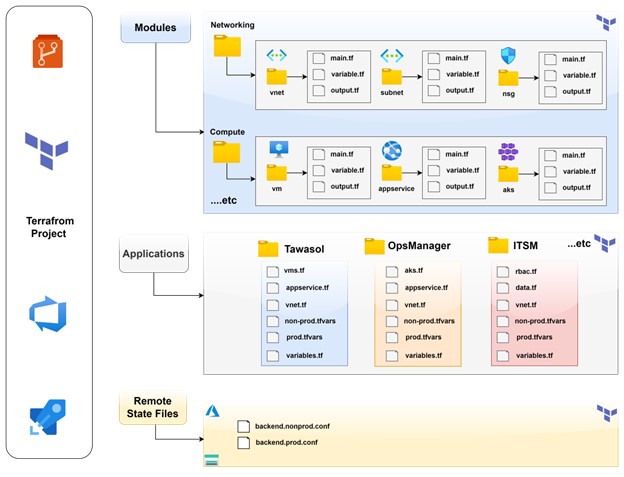 Terrafrom
Project
Modules
Networking
vnet
main.tf
variable.tf
output.tf
subnet
main.tf
variable.tf
output.tf
nsg
main.tf
variable.tf
output.tf
Compute
....etc
vm
main.tf
variable.tf
output.tf
appservice
main.tf
variable.tf
output.tf
aks
main.tf
variable.tf
output.tf
Applications
Tawasol
vms.tf
appservice.tf
vnet.tf
non-prod.tfvars
prod.tfvars
variables.tf
OpsManager
aks.tf
appservice.tf
vnet.tf
non-prod.tfvars
prod.tfvars
variables.tf
ITSM
rbac.tf
data.tf
vnet.tf
non-prod.tfvars
prod.tfvars
variables.tf
...etc
Remote
State Files
backend.nonprod.conf
backend.prod.conf